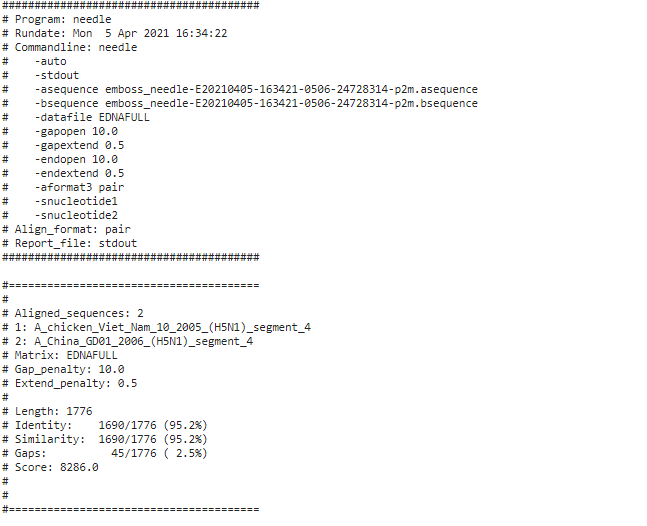 ########################################
# Program: needle
# Rundate: Mon  5 Apr 2021 16:34:22
# Commandline: needle
#    -auto
#    -stdout
#    -asequence emboss_needle-E20210405-163421-0506-24728314-p2m.asequence
#    -bsequence emboss_needle-E20210405-163421-0506-24728314-p2m.bsequence
#    -datafile EDNAFULL
#    -gapopen 10.0
#    -gapextend 0.5
#    -endopen 10.0
#    -endextend 0.5
#    -aformat3 pair
#    -snucleotide1
#    -snucleotide2
# Align_format: pair
# Report_file: stdout
########################################
#=======================================
#
# Aligned_sequences: 2
# 1: A_chicken_Viet_Nam_10_2005_(H5N1)_segment_4
# 2: A_China_GD01_2006_(H5N1)_segment_4
# Matrix: EDNAFULL
# Gap_penalty: 10.0
# Extend_penalty: 0.5
#
# Length: 1776
# Identity:    1690/1776 (95.2%)
# Similarity:  1690/1776 (95.2%)
# Gaps:          45/1776 ( 2.5%)
# Score: 8286.0
#
#
#=======================================